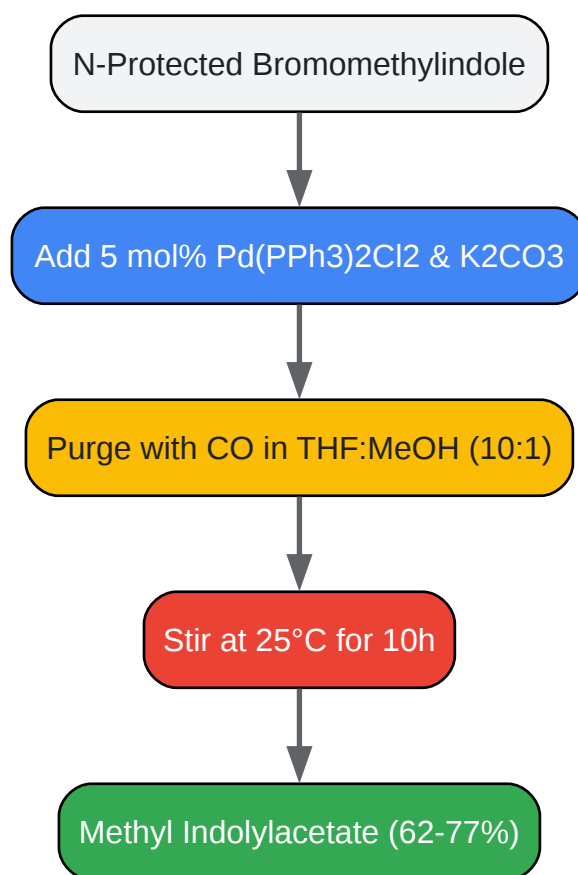 N-Protected Bromomethylindole
Add 5 mol% Pd(PPh3)2Cl2 & K2CO3
Purge with CO in THF:MeOH (10:1)
Stir at 25°C for 10h
Methyl Indolylacetate (62-77%)